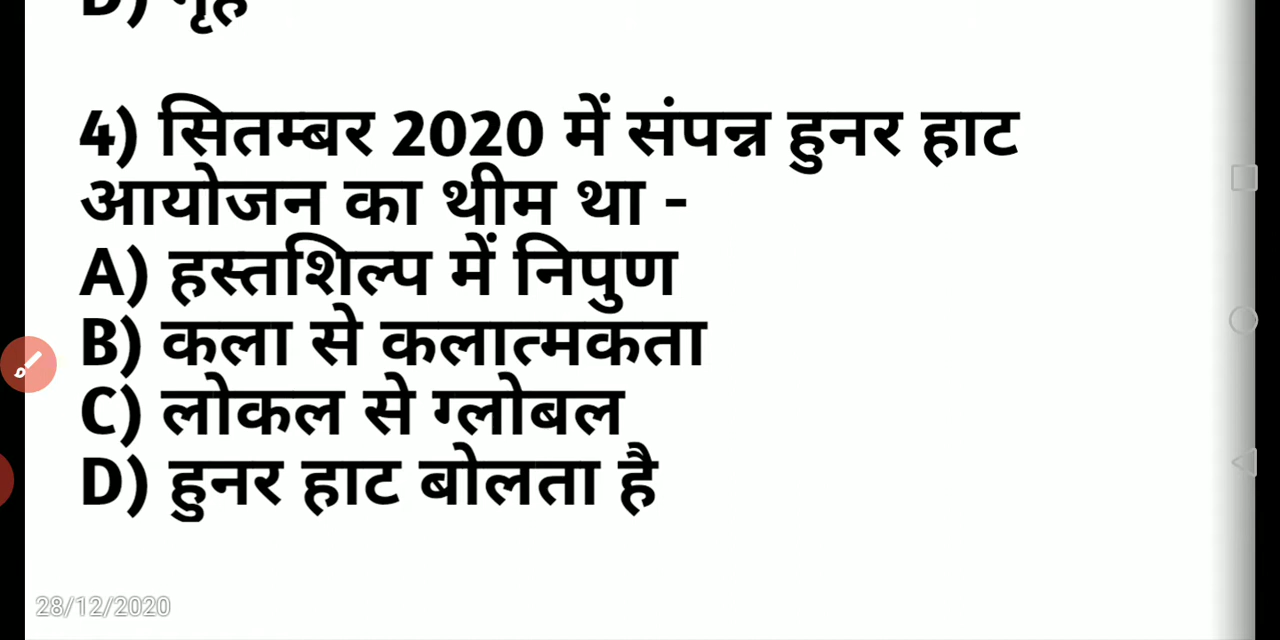 D) गृह
4) सितम्बर 2020 में संपन्न हुनर हाट
आयोजन का थीम था -
A) हस्तशिल्प में निपुण
B) कला से कलात्मकता
C) लोकल से ग्लोबल
D) हुनर हाट बोलता है
28/12/2020